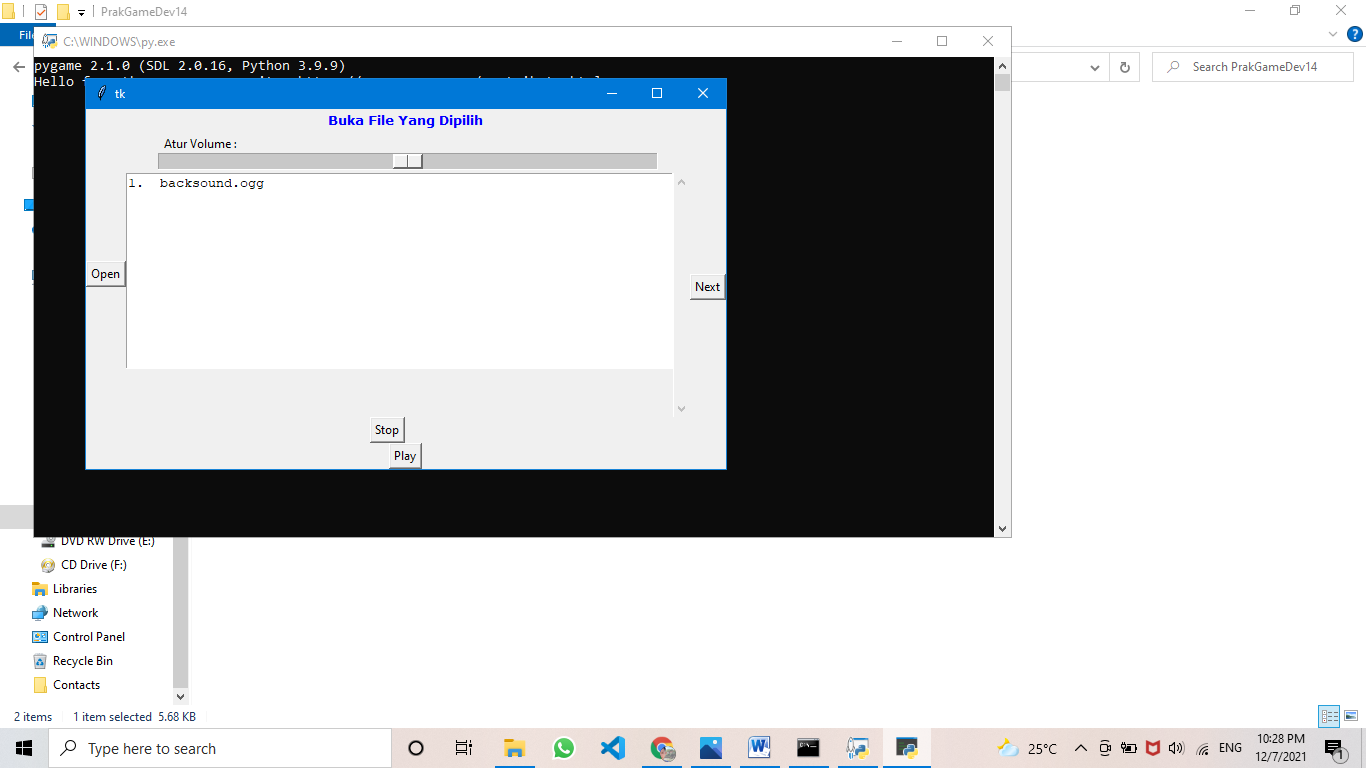 PrakGameDev14
File
C:\WINDOWS\py.exe
Search PrakGameDev14
pygame 2.1.0 (SDL 2.0.16, Python 3.9.9)
Hello
tk
Buka File Yang Dipilih
Atur Volume :
1. backsound.ogg
Open
Next
Stop
Play
DVD RW Drive (E:)
CD Drive (F:)
Libraries
Network
Control Panel
Recycle Bin
Contacts
2 items 1 item selected 5.68 KB
Type here to search
25°C
ENG
10:28 PM
12/7/2021
1